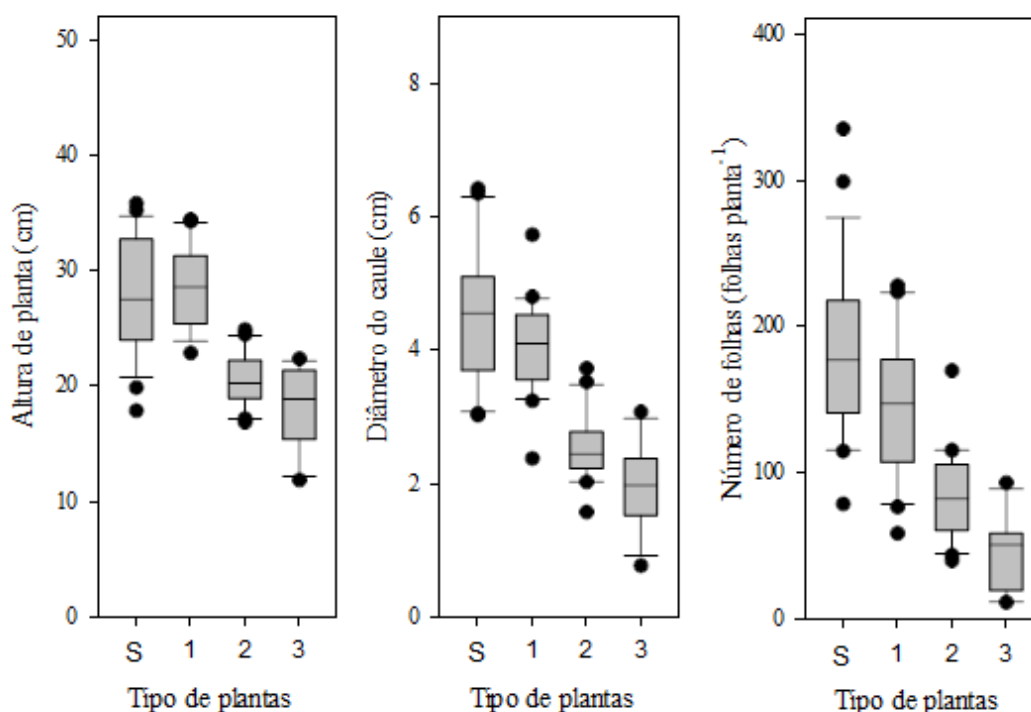 Altura de planta (cm)
50
40
30
20
10
0
S 1 2 3
Tipo de plantas
Diâmetro do caule (cm)
8
6
4
2
0
S 1 2 3
Tipo de plantas
Número de folhas (folhas planta⁻¹)
400
300
200
100
0
S 1 2 3
Tipo de plantas